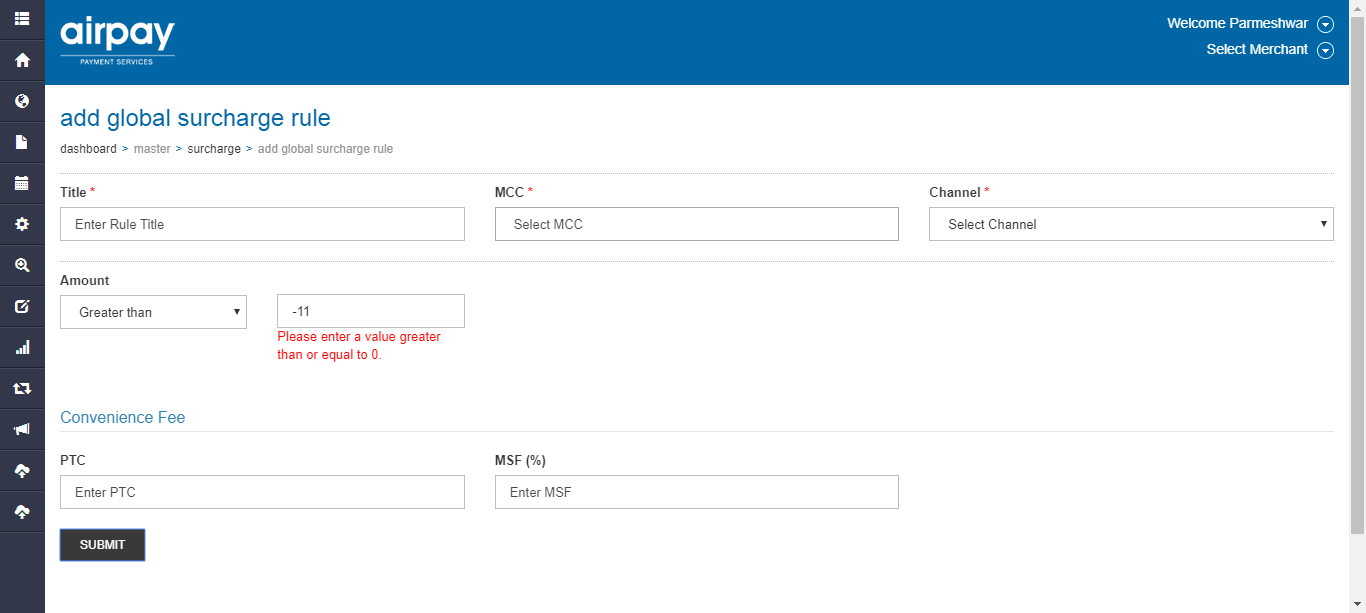 airpay
PAYMENT SERVICES
Welcome Parmeshwar
Select Merchant
add global surcharge rule
dashboard > master > surcharge > add global surcharge rule
Title * MCC * Channel *
Enter Rule Title Select MCC Select Channel
Amount
Greater than -11
Please enter a value greater
than or equal to 0.
Convenience Fee
PTC MSF (%)
Enter PTC Enter MSF
SUBMIT